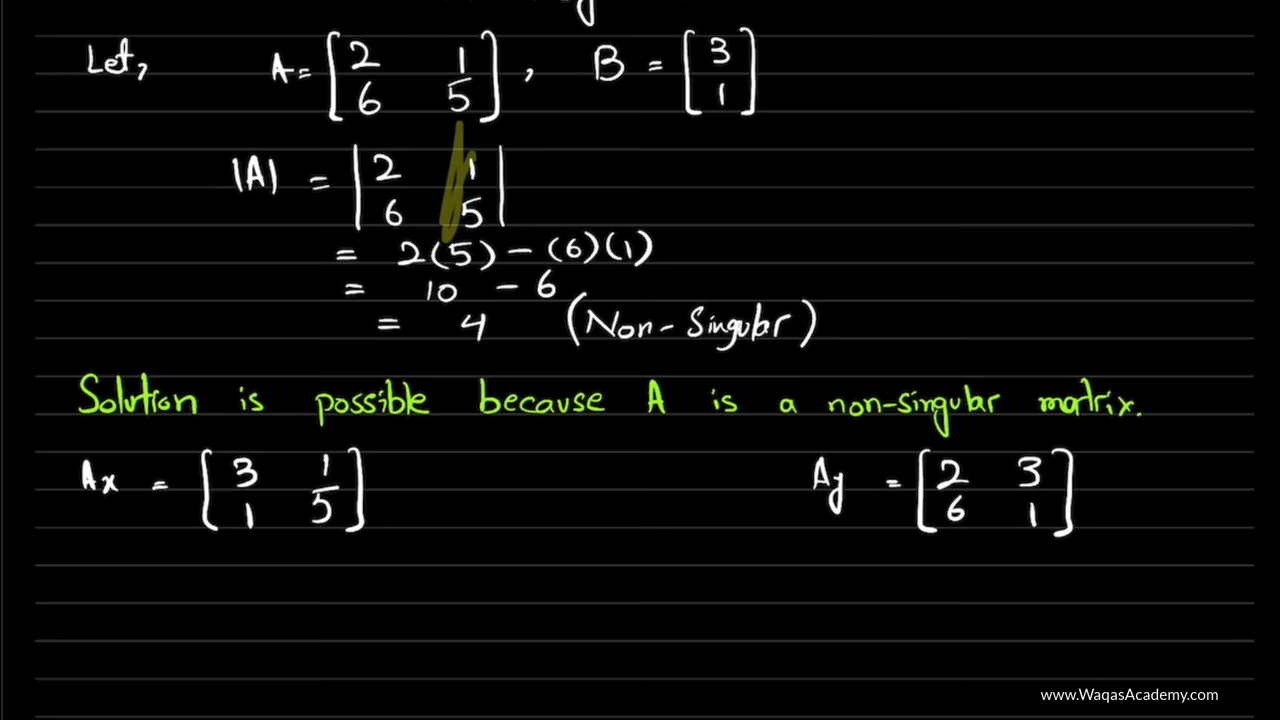 Let, A = [2 1 , B = [3
6 5] 1]
|A| = |2 1|
|6 5|
= 2(5) - (6)(1)
= 10 - 6
= 4 (Non-Singular)
Solution is possible because A is a non-singular matrix.
Ax = [3 1 Ay = [2 3
1 5] 6 1]
www.WaqasAcademy.com